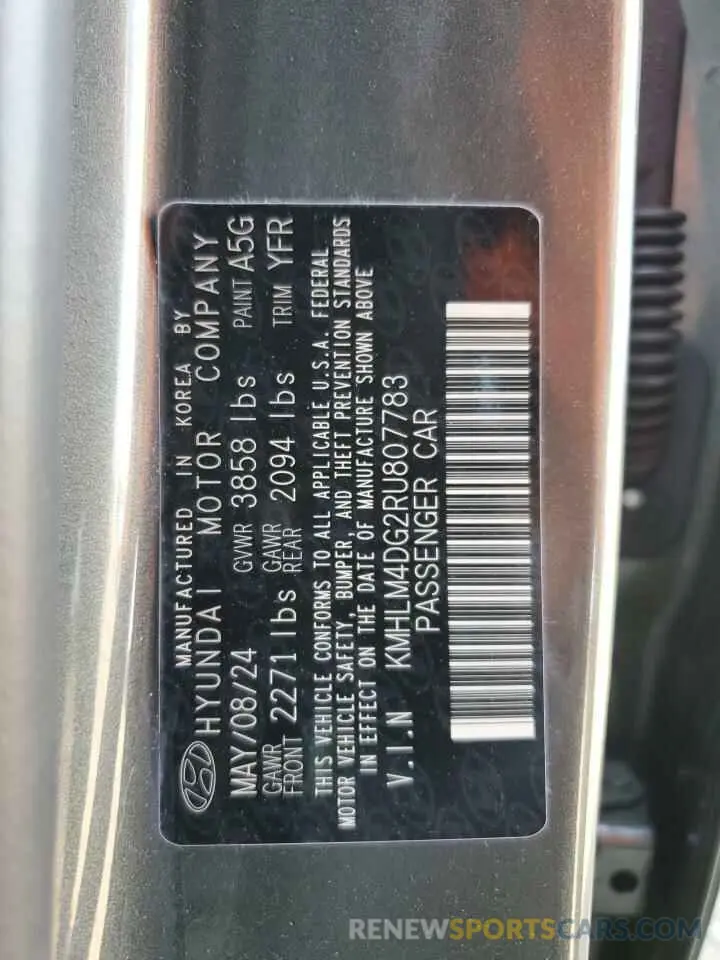 MANUFACTURED IN KOREA BY
HYUNDAI MOTOR COMPANY
MAY/08/24 GVWR 3858 lbs PAINT A5G
GAWR FRONT 2271 lbs GAWR REAR 2094 lbs TRIM YFR
THIS VEHICLE CONFORMS TO ALL APPLICABLE U.S.A. FEDERAL
MOTOR VEHICLE SAFETY, BUMPER, AND THEFT PREVENTION STANDARDS
IN EFFECT ON THE DATE OF MANUFACTURE SHOWN ABOVE
V.I.N KMHLM4DG2RU807783
PASSENGER CAR
RENEWSPORTSCARS.COM